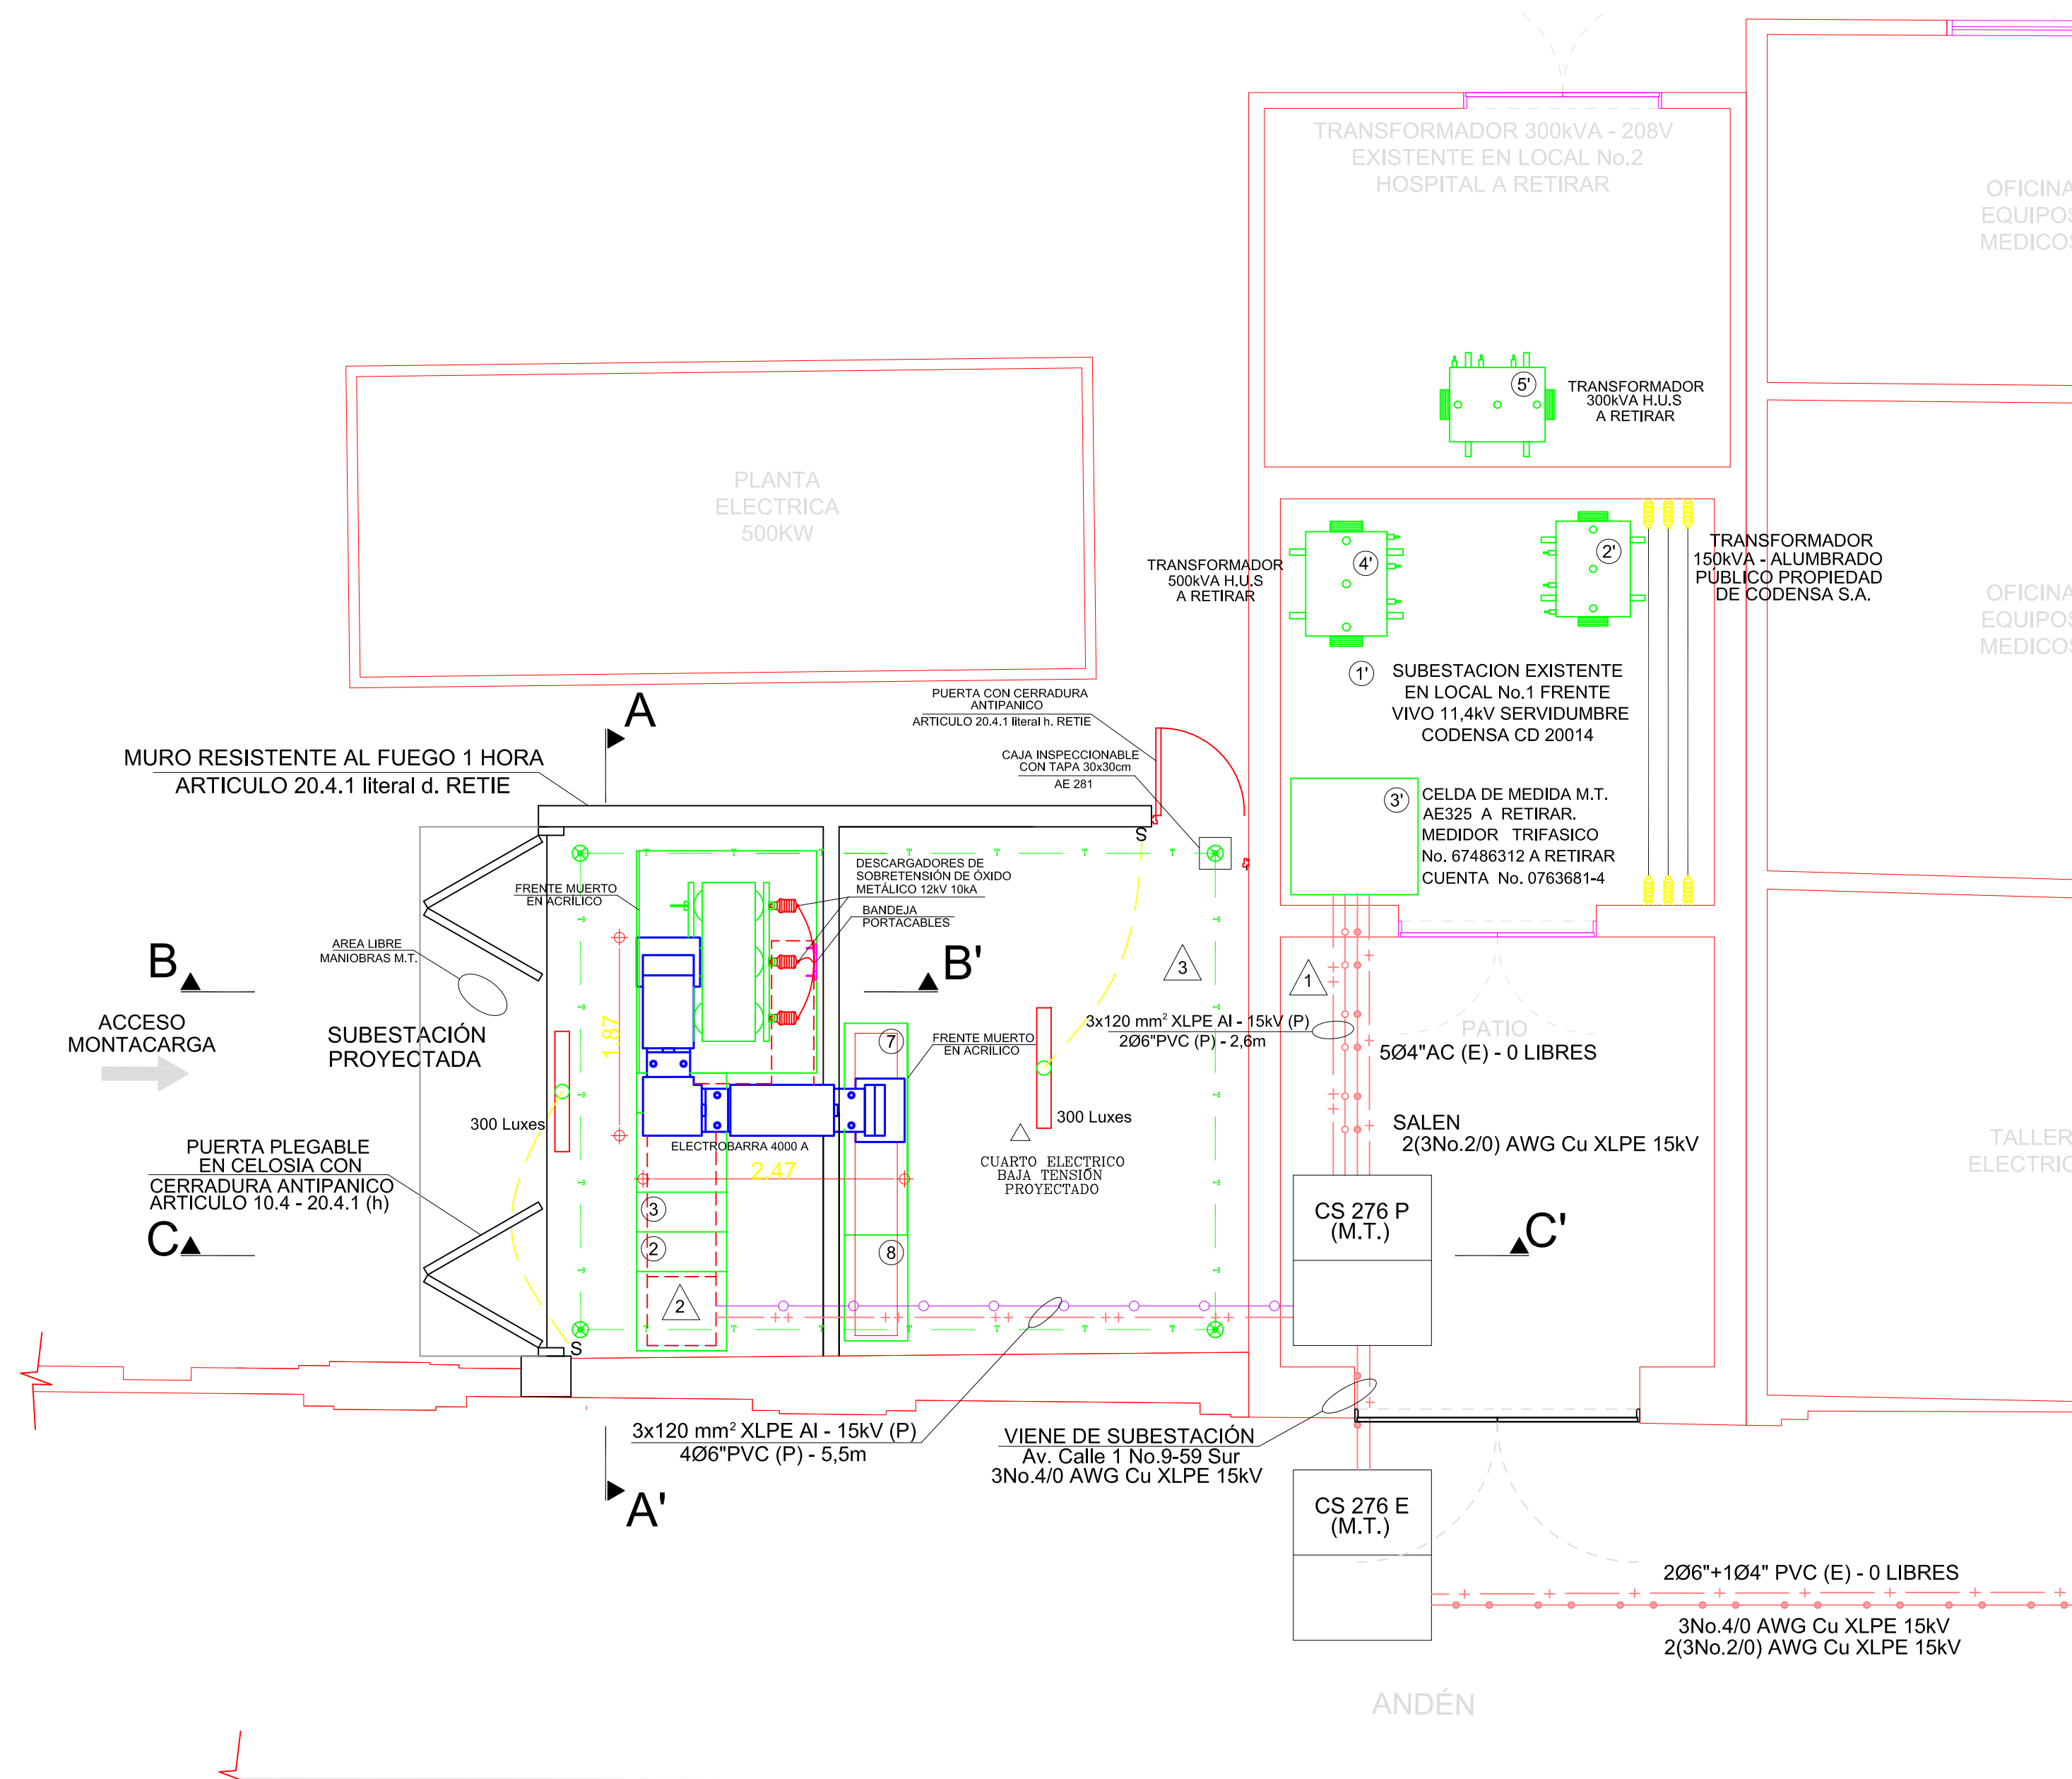 TRANSFORMADOR 300kVA - 208V
EXISTENTE EN LOCAL No.2
HOSPITAL A RETIRAR
OFICINA
EQUIPOS
MEDICOS
5'
TRANSFORMADOR
300kVA H.U.S
A RETIRAR
PLANTA
ELECTRICA
500KW
TRANSFORMADOR
500kVA H.U.S
A RETIRAR
4'
2'
TRANSFORMADOR
150kVA - ALUMBRADO
PÚBLICO PROPIEDAD
DE CODENSA S.A.
OFICINA
EQUIPOS
MEDICOS
1'
SUBESTACION EXISTENTE
EN LOCAL No.1 FRENTE
VIVO 11,4kV SERVIDUMBRE
CODENSA CD 20014
A
PUERTA CON CERRADURA
ANTIPANICO
ARTICULO 20.4.1 literal h. RETIE
MURO RESISTENTE AL FUEGO 1 HORA
ARTICULO 20.4.1 literal d. RETIE
CAJA INSPECCIONABLE
CON TAPA 30x30cm
AE 281
3'
CELDA DE MEDIDA M.T.
AE325 A RETIRAR.
MEDIDOR TRIFASICO
No. 67486312 A RETIRAR
CUENTA No. 0763681-4
S
DESCARGADORES DE
SOBRETENSIÓN DE ÓXIDO
METÁLICO 12kV 10kA
FRENTE MUERTO
EN ACRÍLICO
BANDEJA
PORTACABLES
AREA LIBRE
MANIOBRAS M.T.
B
B'
3
1
ACCESO
MONTACARGA
SUBESTACIÓN
PROYECTADA
1.87
7
FRENTE MUERTO
EN ACRÍLICO
3x120 mm² XLPE Al - 15kV (P)
2Ø6"PVC (P) - 2,6m
PATIO
5Ø4"AC (E) - 0 LIBRES
300 Luxes
300 Luxes
SALEN
2(3No.2/0) AWG Cu XLPE 15kV
TALLER
ELECTRIC
ELECTROBARRA 4000 A
2.47
CUARTO ELECTRICO
BAJA TENSIÓN
PROYECTADO
PUERTA PLEGABLE
EN CELOSIA CON
CERRADURA ANTIPANICO
ARTICULO 10.4 - 20.4.1 (h)
3
2
8
CS 276 P
(M.T.)
C
C'
2
S
3x120 mm² XLPE Al - 15kV (P)
4Ø6"PVC (P) - 5,5m
VIENE DE SUBESTACIÓN
Av. Calle 1 No.9-59 Sur
3No.4/0 AWG Cu XLPE 15kV
A'
CS 276 E
(M.T.)
2Ø6"+1Ø4" PVC (E) - 0 LIBRES
3No.4/0 AWG Cu XLPE 15kV
2(3No.2/0) AWG Cu XLPE 15kV
ANDÉN